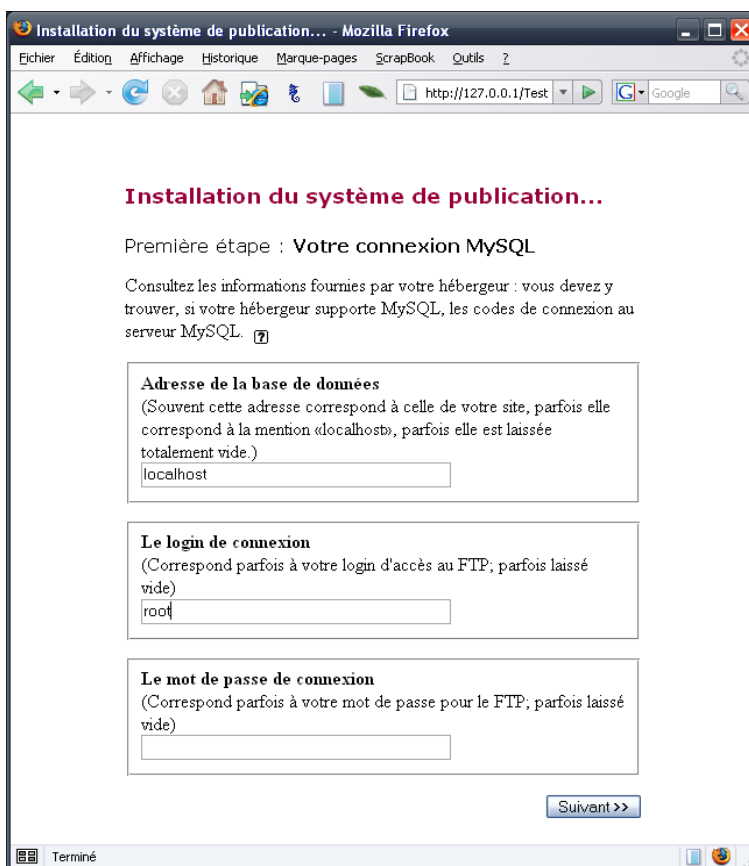 Installation du système de publication... - Mozilla Firefox
Fichier Édition Affichage Historique Marque-pages ScrapBook Outils ?
http://127.0.0.1/Test G Google
Installation du système de publication...
Première étape : Votre connexion MySQL
Consultez les informations fournies par votre hébergeur : vous devez y
trouver, si votre hébergeur supporte MySQL, les codes de connexion au
serveur MySQL. ?
Adresse de la base de données
(Souvent cette adresse correspond à celle de votre site, parfois elle
correspond à la mention «localhost», parfois elle est laissée
totalement vide.)
localhost
Le login de connexion
(Correspond parfois à votre login d'accès au FTP; parfois laissé
vide)
root
Le mot de passe de connexion
(Correspond parfois à votre mot de passe pour le FTP; parfois laissé
vide)
Suivant >>
Terminé